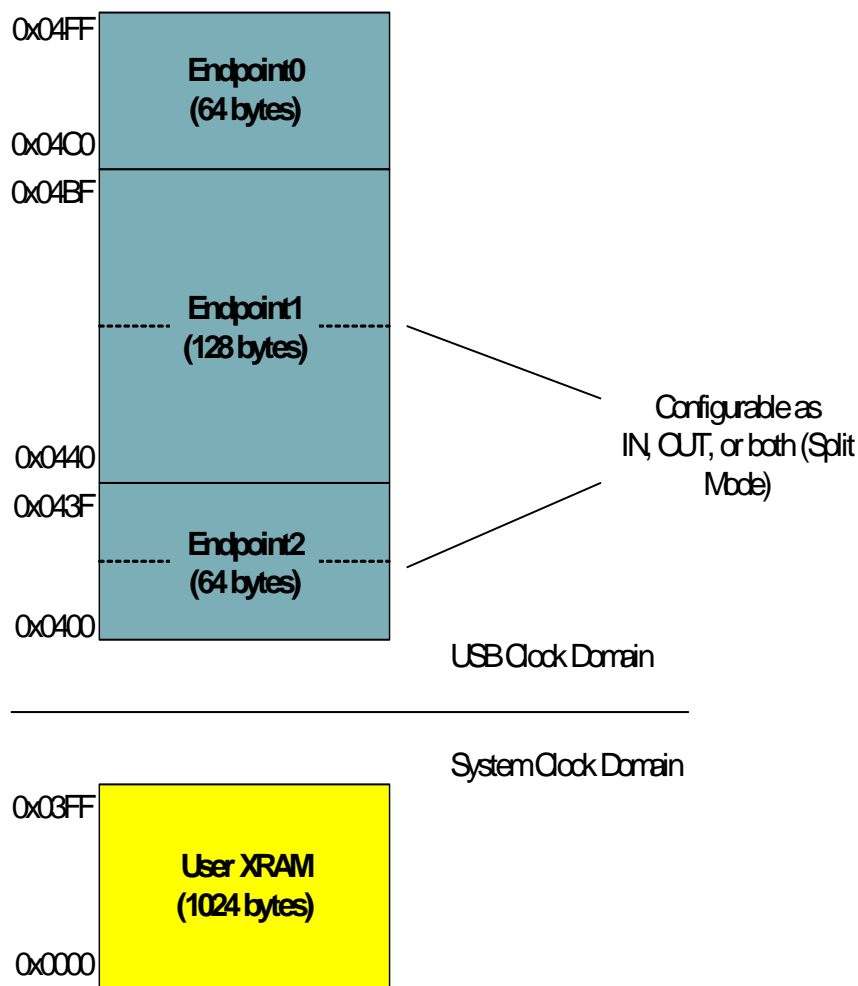 0x04FF
Endpoint0
(64 bytes)
0x04C0
0x04BF
Endpoint1
(128 bytes)
Configurable as
IN, OUT, or both (Split
Mode)
0x0440
0x043F
Endpoint2
(64 bytes)
0x0400
USB Clock Domain
System Clock Domain
0x03FF
User XRAM
(1024 bytes)
0x0000